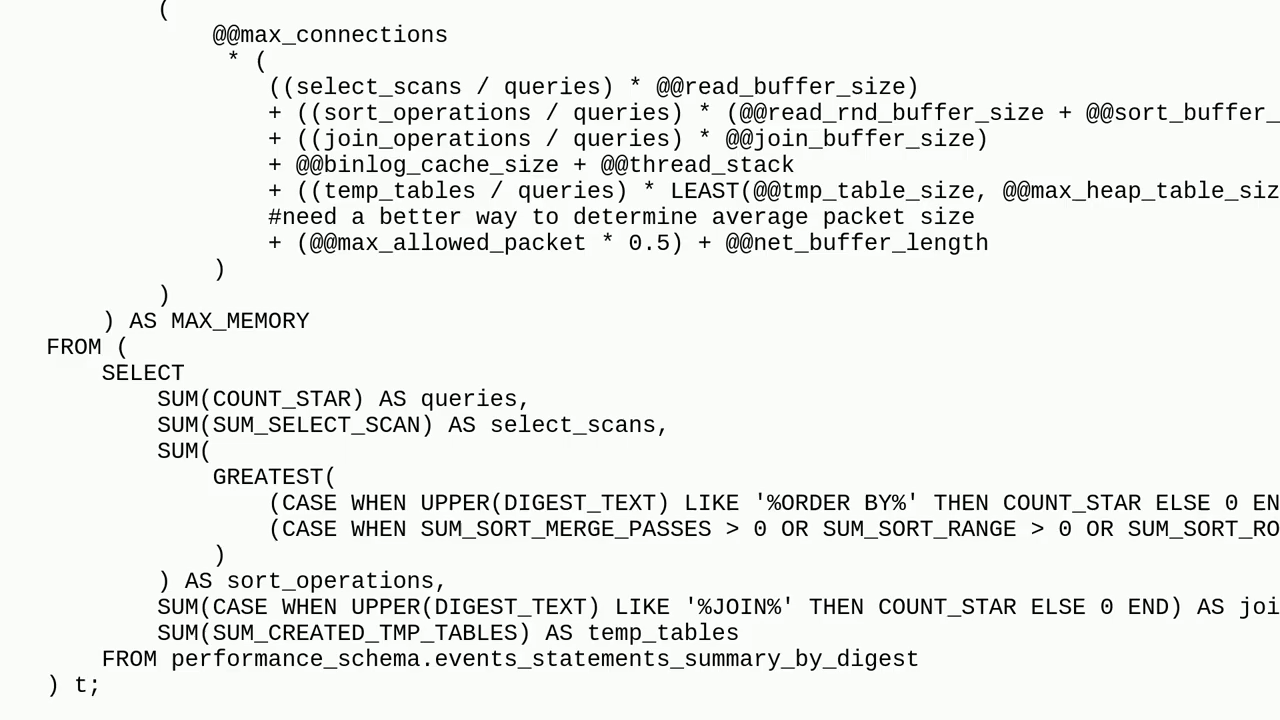 (
@@max_connections
* (
((select_scans / queries) * @@read_buffer_size)
+ ((sort_operations / queries) * (@@read_rnd_buffer_size + @@sort_buffer_
+ ((join_operations / queries) * @@join_buffer_size)
+ @@binlog_cache_size + @@thread_stack
+ ((temp_tables / queries) * LEAST(@@tmp_table_size, @@max_heap_table_siz
#need a better way to determine average packet size
+ (@@max_allowed_packet * 0.5) + @@net_buffer_length
)
)
) AS MAX_MEMORY
FROM (
SELECT
SUM(COUNT_STAR) AS queries,
SUM(SUM_SELECT_SCAN) AS select_scans,
SUM(
GREATEST(
(CASE WHEN UPPER(DIGEST_TEXT) LIKE '%ORDER BY%' THEN COUNT_STAR ELSE 0 EN
(CASE WHEN SUM_SORT_MERGE_PASSES > 0 OR SUM_SORT_RANGE > 0 OR SUM_SORT_RO
)
) AS sort_operations,
SUM(CASE WHEN UPPER(DIGEST_TEXT) LIKE '%JOIN%' THEN COUNT_STAR ELSE 0 END) AS joi
SUM(SUM_CREATED_TMP_TABLES) AS temp_tables
FROM performance_schema.events_statements_summary_by_digest
) t;